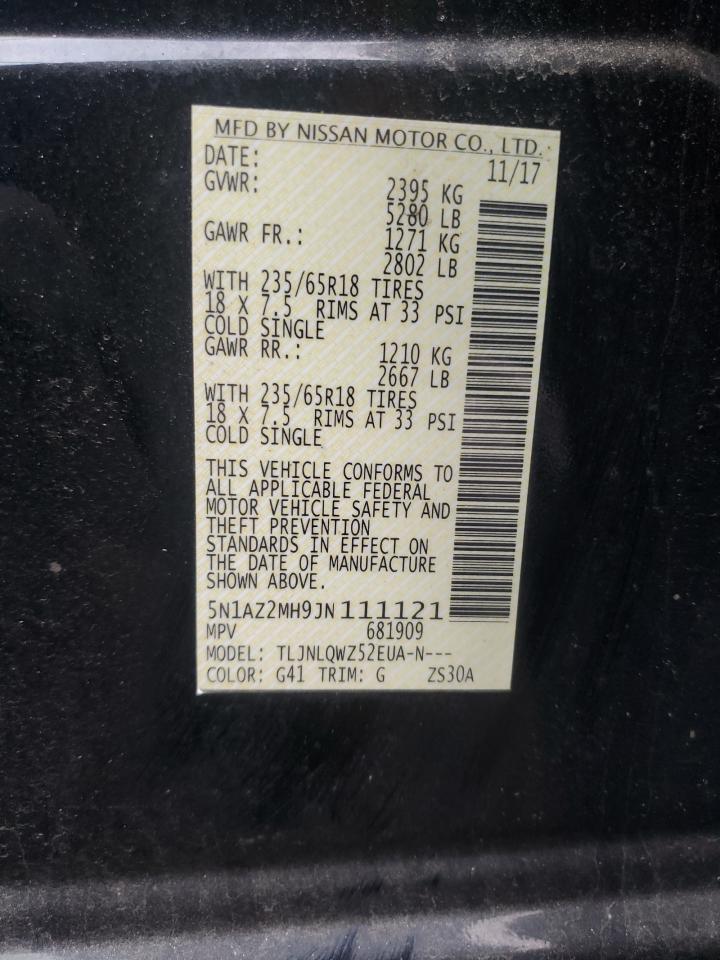 MFD BY NISSAN MOTOR CO., LTD.
DATE: 11/17
GVWR: 2395 KG
5280 LB
GAWR FR.: 1271 KG
2802 LB
WITH 235/65R18 TIRES
18 X 7.5 RIMS AT 33 PSI
COLD SINGLE
GAWR RR.: 1210 KG
2667 LB
WITH 235/65R18 TIRES
18 X 7.5 RIMS AT 33 PSI
COLD SINGLE
THIS VEHICLE CONFORMS TO
ALL APPLICABLE FEDERAL
MOTOR VEHICLE SAFETY AND
THEFT PREVENTION
STANDARDS IN EFFECT ON
THE DATE OF MANUFACTURE
SHOWN ABOVE.
5N1AZ2MH9JN111121
MPV 681909
MODEL: TLJNLQWZ52EUA-N---
COLOR: G41 TRIM: G ZS30A